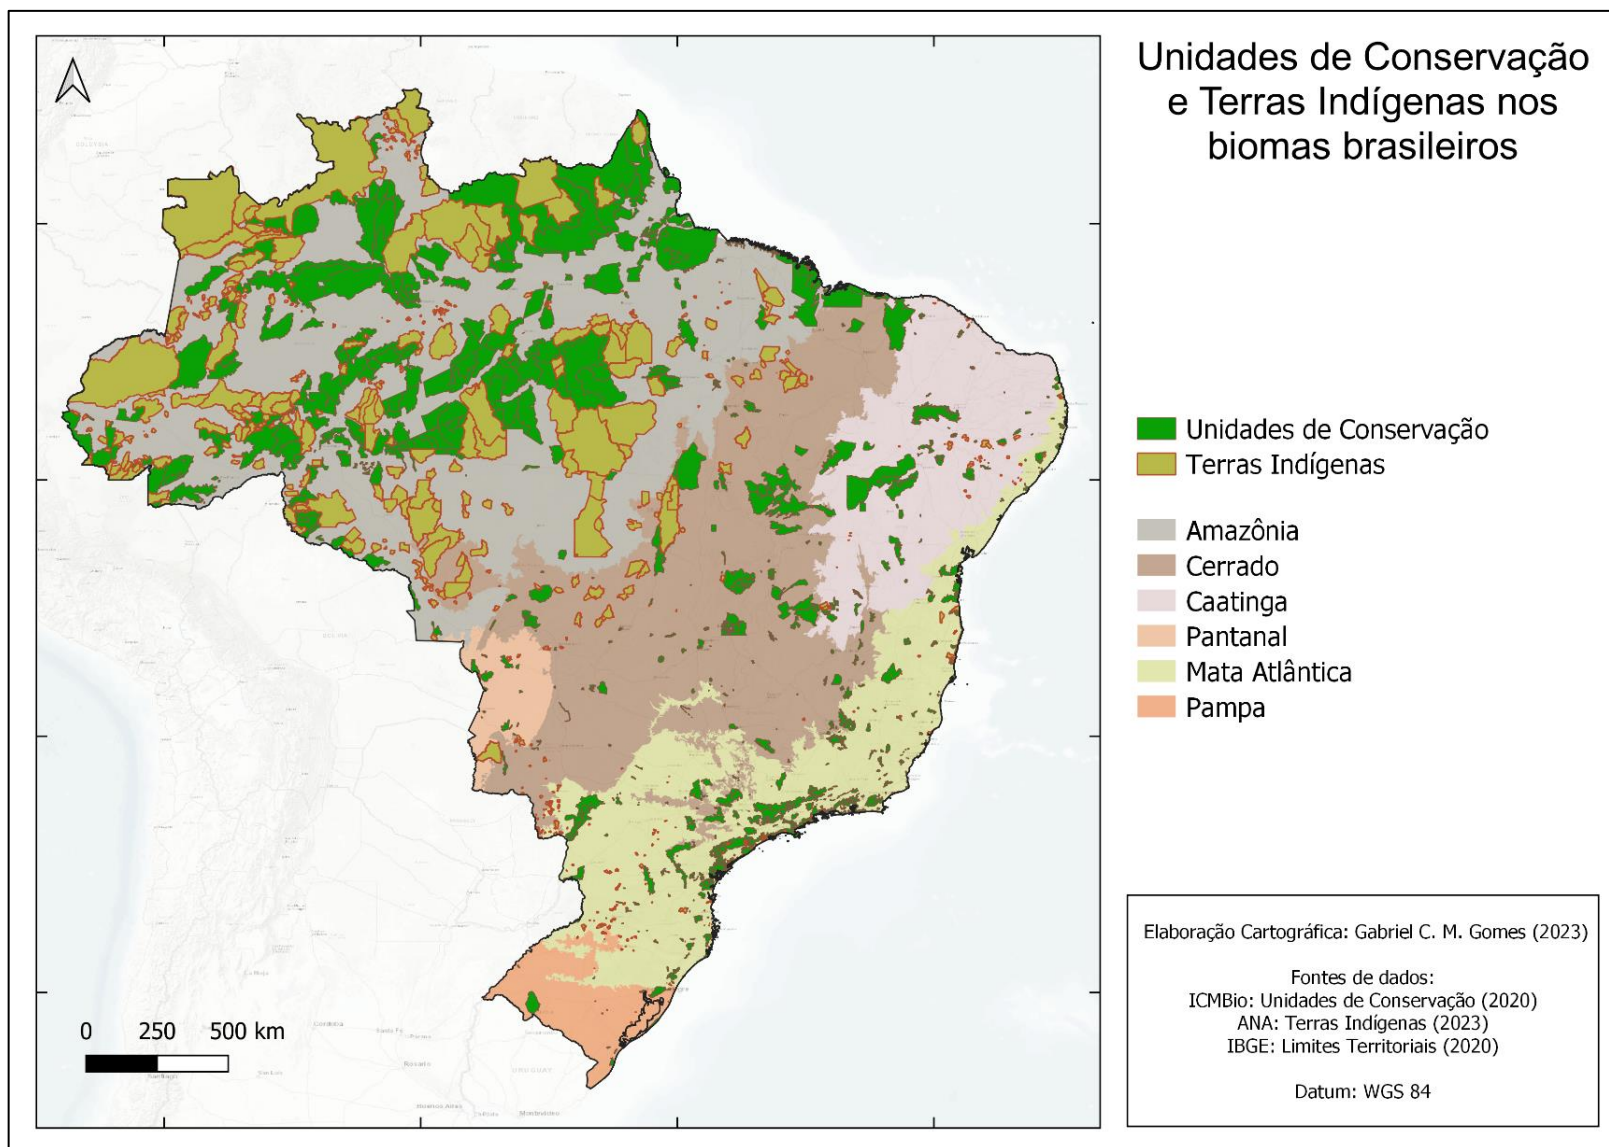 Unidades de Conservação
e Terras Indígenas nos
biomas brasileiros
Unidades de Conservação
Terras Indígenas
Amazônia
Cerrado
Caatinga
Pantanal
Mata Atlântica
Pampa
0 250 500 km
Elaboração Cartográfica: Gabriel C. M. Gomes (2023)
Fontes de dados:
ICMBio: Unidades de Conservação (2020)
ANA: Terras Indígenas (2023)
IBGE: Limites Territoriais (2020)
Datum: WGS 84